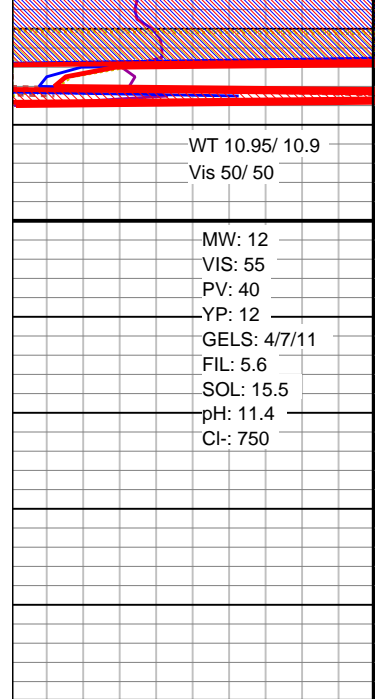 WT 10.95/ 10.9
Vis 50/ 50
MW: 12
VIS: 55
PV: 40
YP: 12
GELS: 4/7/11
FIL: 5.6
SOL: 15.5
pH: 11.4
Cl-: 750